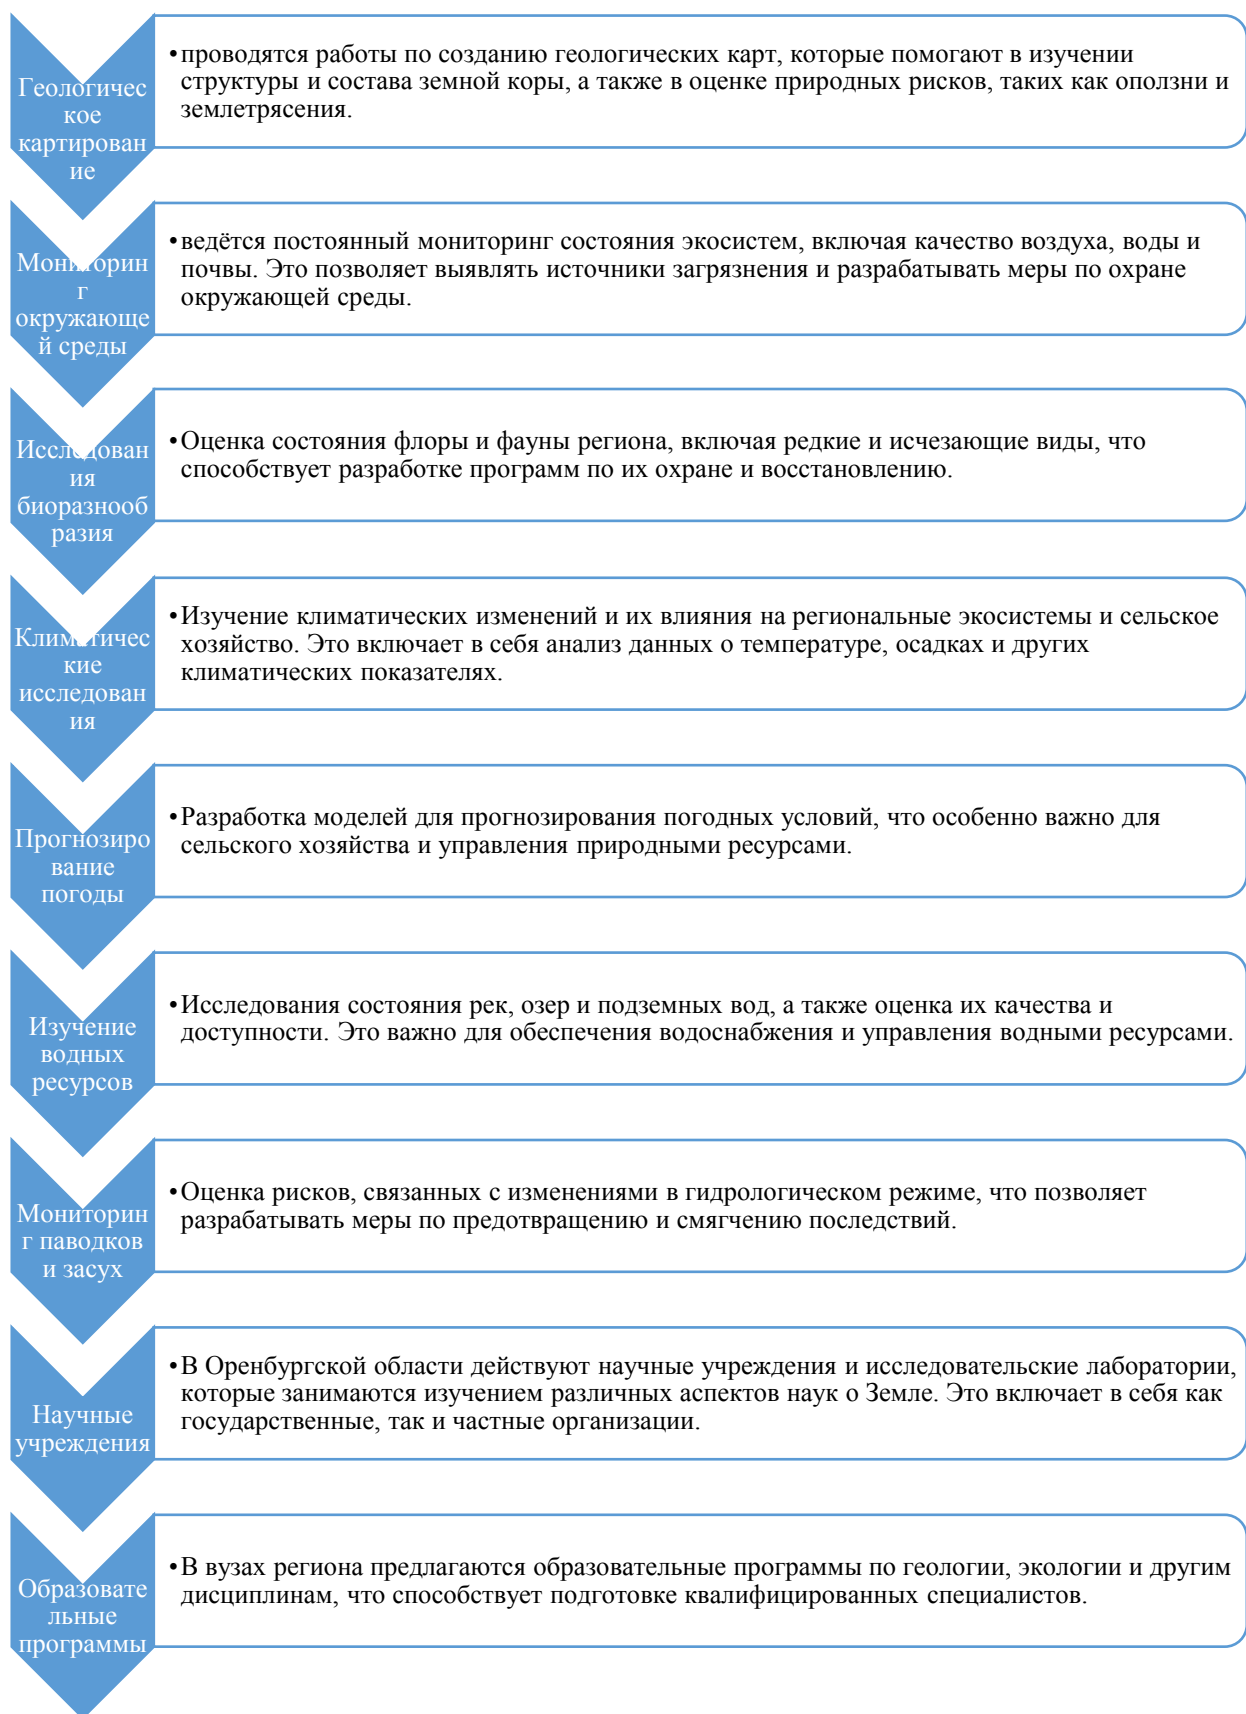 Геологичес
кое
картирован
ие
•проводятся работы по созданию геологических карт, которые помогают в изучении
структуры и состава земной коры, а также в оценке природных рисков, таких как оползни и
землетрясения.
Мониторин
г
окружающе
й среды
•ведётся постоянный мониторинг состояния экосистем, включая качество воздуха, воды и
почвы. Это позволяет выявлять источники загрязнения и разрабатывать меры по охране
окружающей среды.
Исследован
ия
биоразнооб
разия
•Оценка состояния флоры и фауны региона, включая редкие и исчезающие виды, что
способствует разработке программ по их охране и восстановлению.
Климатичес
кие
исследован
ия
•Изучение климатических изменений и их влияния на региональные экосистемы и сельское
хозяйство. Это включает в себя анализ данных о температуре, осадках и других
климатических показателях.
Прогнозиро
вание
погоды
•Разработка моделей для прогнозирования погодных условий, что особенно важно для
сельского хозяйства и управления природными ресурсами.
Изучение
водных
ресурсов
•Исследования состояния рек, озер и подземных вод, а также оценка их качества и
доступности. Это важно для обеспечения водоснабжения и управления водными ресурсами.
Мониторин
г паводков
и засух
•Оценка рисков, связанных с изменениями в гидрологическом режиме, что позволяет
разрабатывать меры по предотвращению и смягчению последствий.
Научные
учреждения
•В Оренбургской области действуют научные учреждения и исследовательские лаборатории,
которые занимаются изучением различных аспектов наук о Земле. Это включает в себя как
государственные, так и частные организации.
Образовате
льные
программы
•В вузах региона предлагаются образовательные программы по геологии, экологии и другим
дисциплинам, что способствует подготовке квалифицированных специалистов.